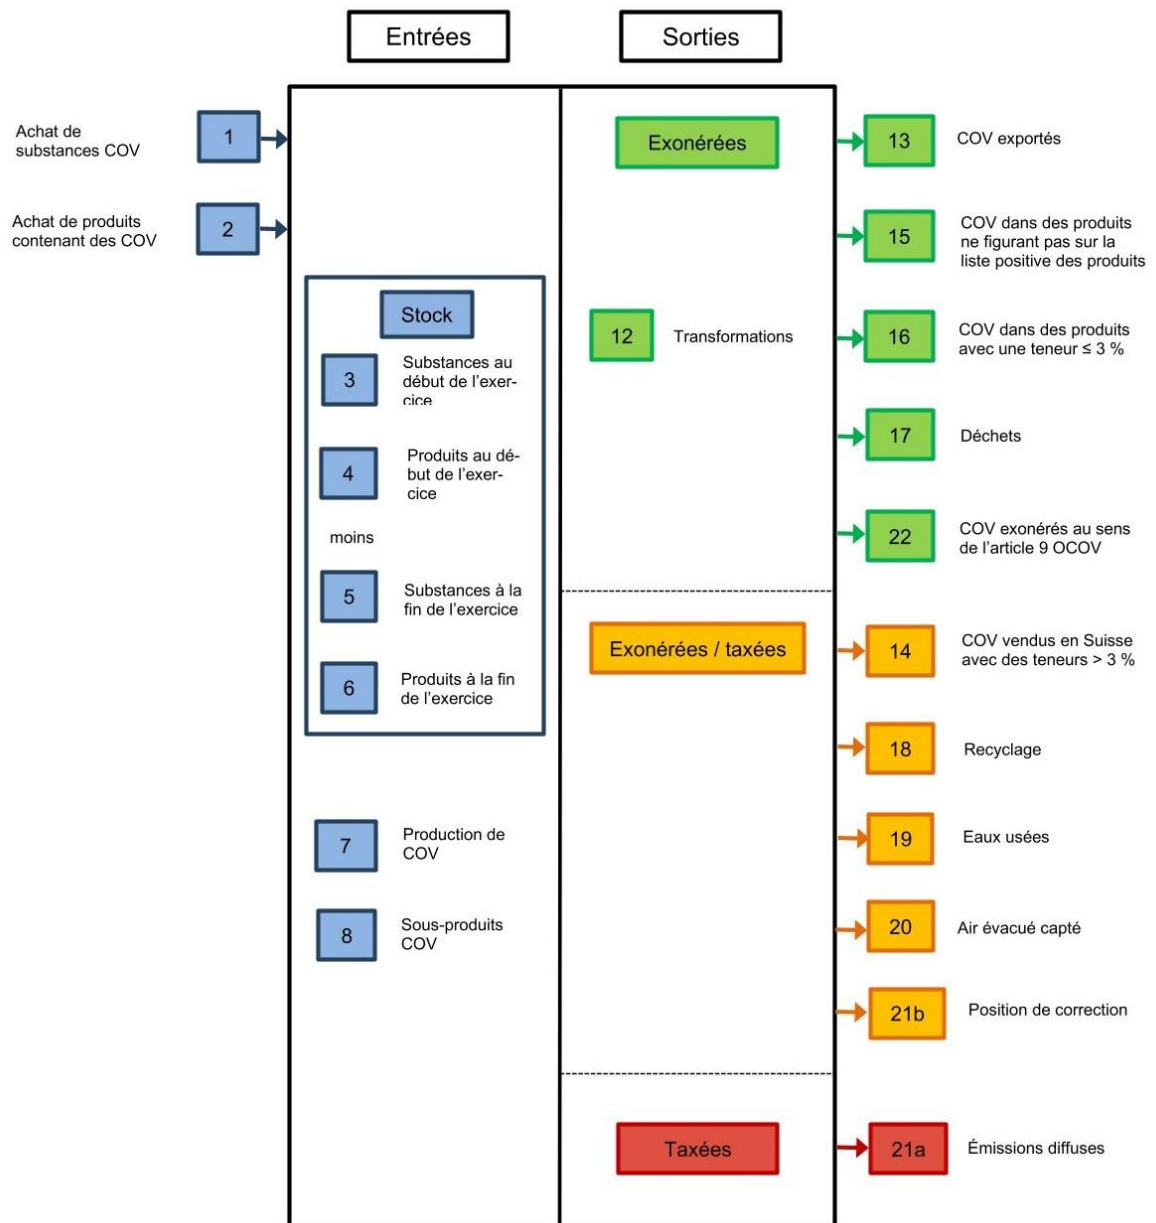 Entrées
Sorties
Achat de
substances COV
1
Achat de produits
contenant des COV
2
Stock
3
Substances au
début de l'exer-
cice
4
Produits au dé-
but de l'exer-
cice
moins
5
Substances à la
fin de l'exercice
6
Produits à la fin
de l'exercice
7
Production de
COV
8
Sous-produits
COV
Exonérées
12
Transformations
13
COV exportés
15
COV dans des produits
ne figurant pas sur la
liste positive des produits
16
COV dans des produits
avec une teneur ≤ 3 %
17
Déchets
22
COV exonérés au sens
de l'article 9 OCOV
Exonérées / taxées
14
COV vendus en Suisse
avec des teneurs > 3 %
18
Recyclage
19
Eaux usées
20
Air évacué capté
21b
Position de correction
Taxées
21a
Émissions diffuses